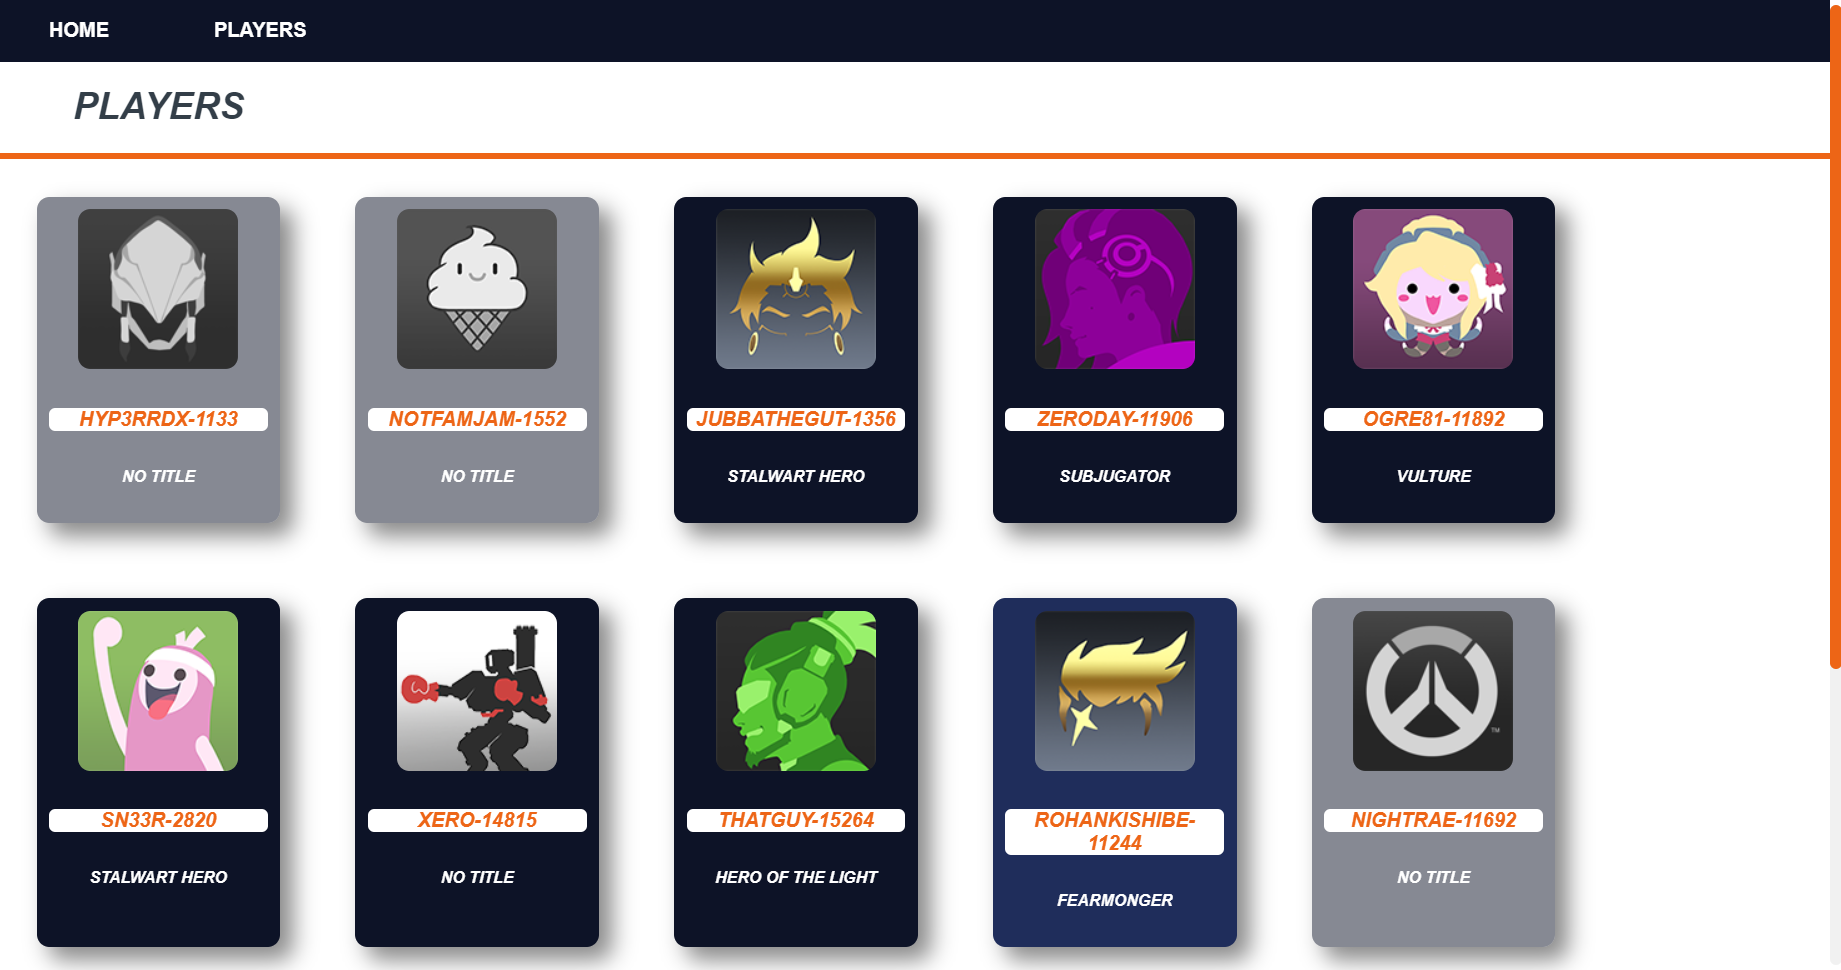 HOME PLAYERS
PLAYERS
HYP3RRDX-1133
NOTFAMJAM-1552
JUBBATHEGUT-1356
ZERODAY-11906
OGRE81-11892
NO TITLE
NO TITLE
STALWART HERO
SUBJUGATOR
VULTURE
TM
SN33R-2820
XERO-14815
THATGUY-15264
ROHANKISHIBE-
11244
NIGHTRAE-11692
STALWART HERO
NO TITLE
HERO OF THE LIGHT
FEARMONGER
NO TITLE